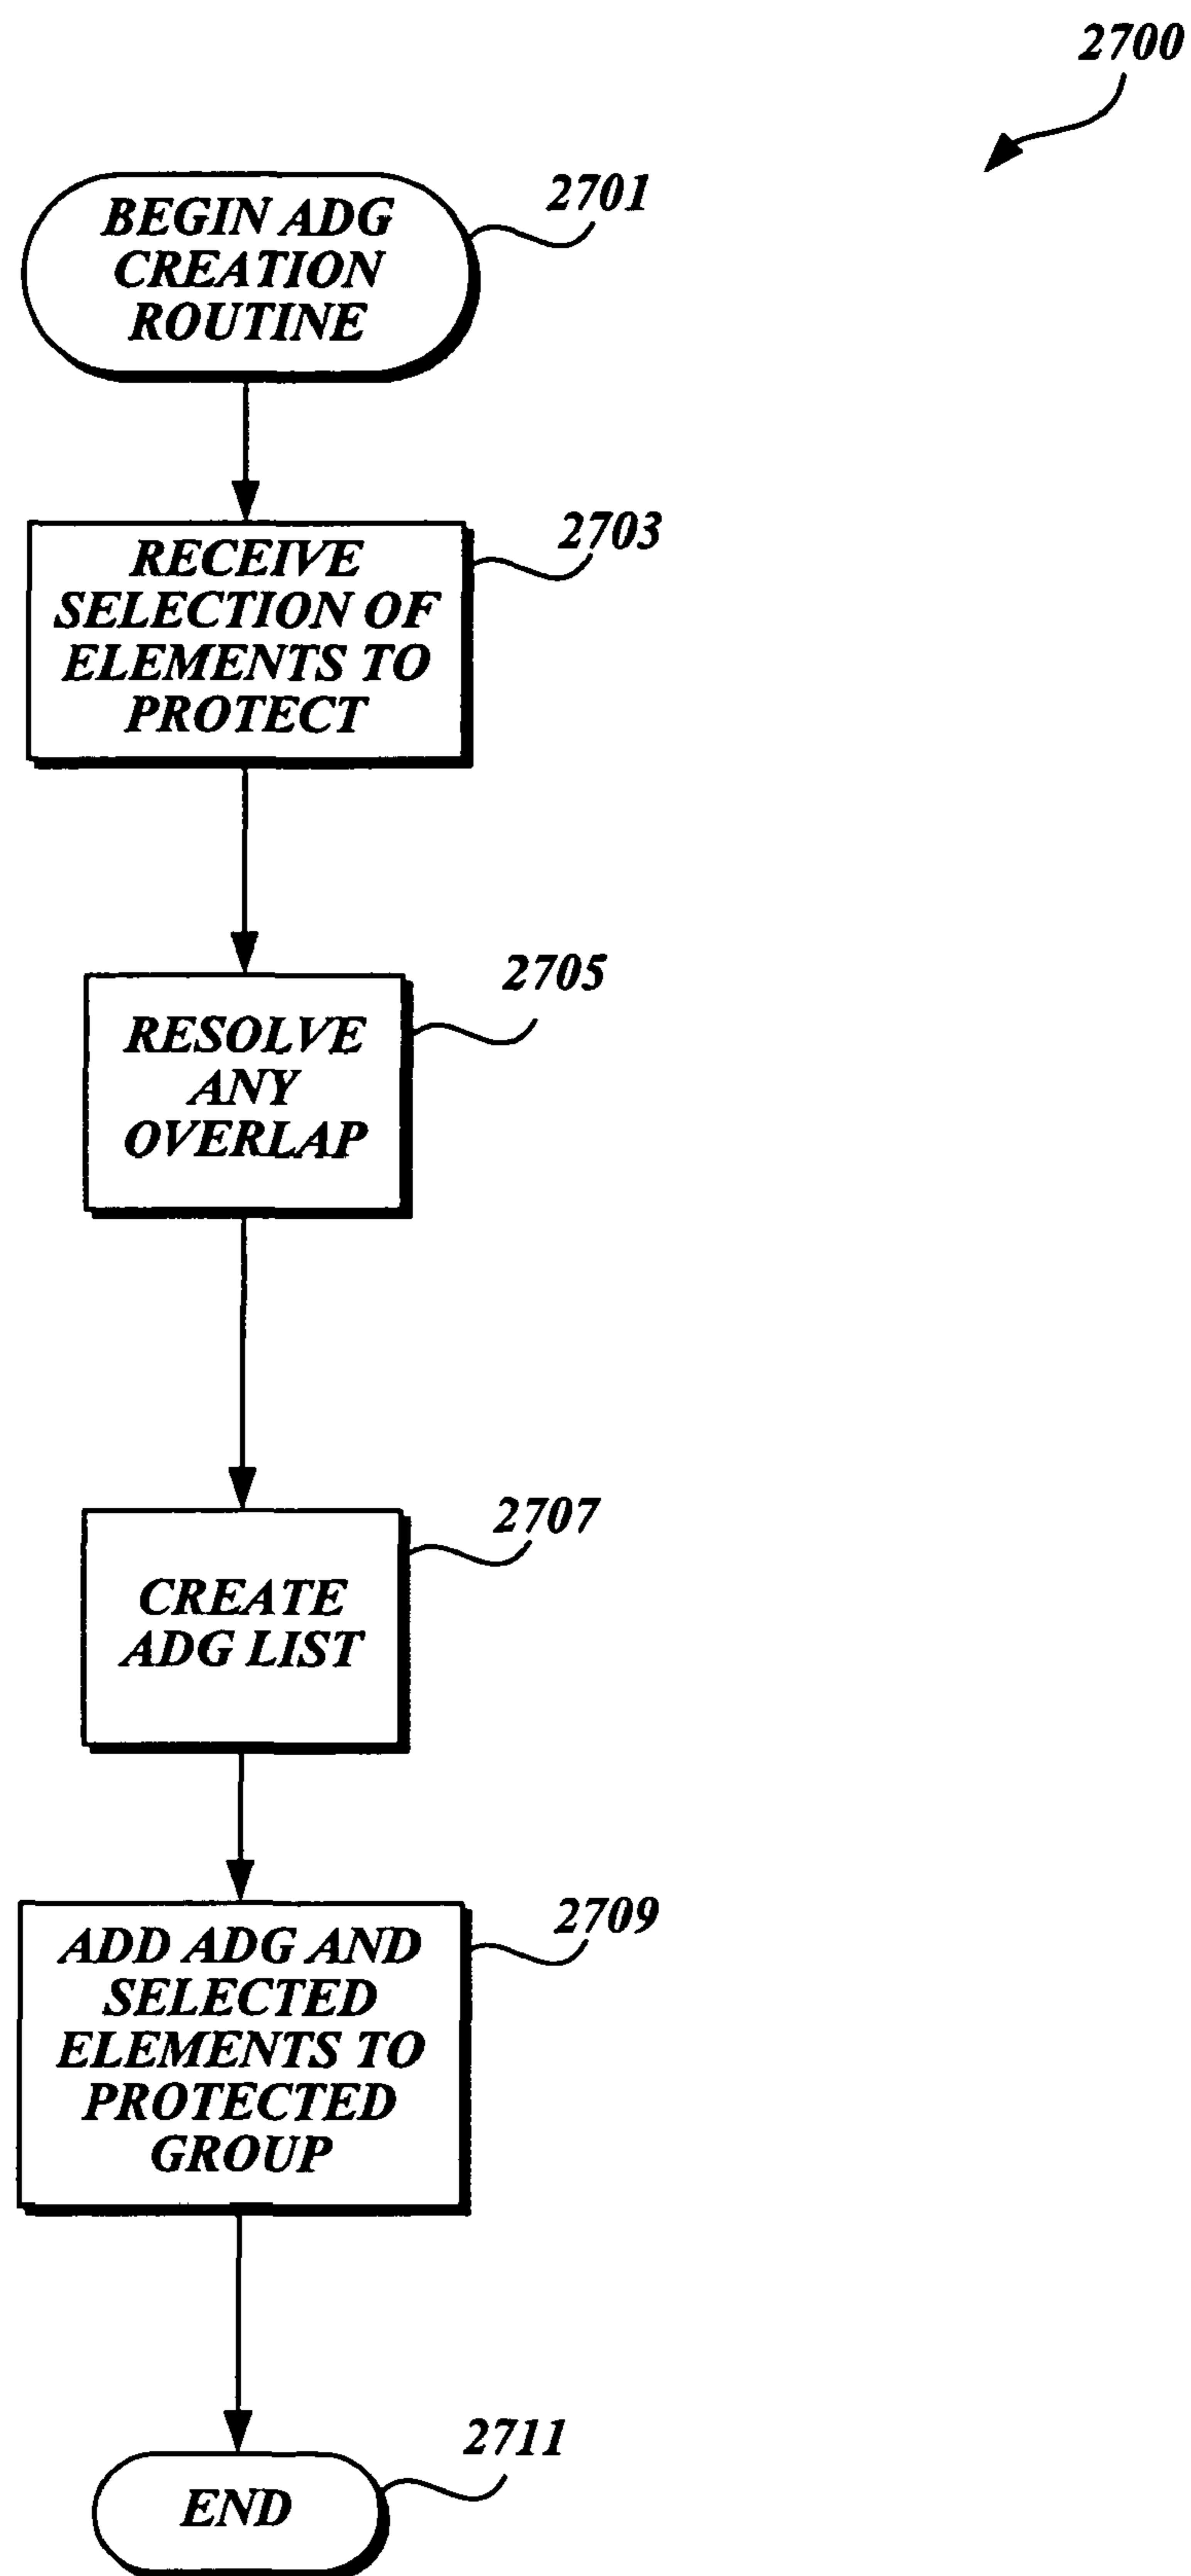 2700
2701
BEGIN ADG
CREATION
ROUTINE
2703
RECEIVE
SELECTION OF
ELEMENTS TO
PROTECT
2705
RESOLVE
ANY
OVERLAP
2707
CREATE
ADG LIST
2709
ADD ADG AND
SELECTED
ELEMENTS TO
PROTECTED
GROUP
2711
END